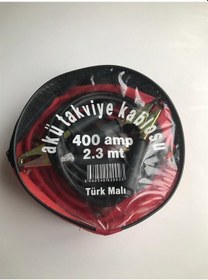 akü takviye kablosu
400 amp
2.3 mt
Türk Malı